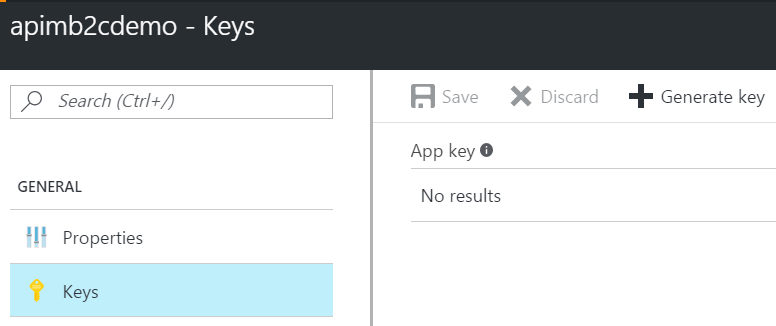 apimb2cdemo - Keys
Search (Ctrl+/)
Save
Discard
Generate key
App key
No results
GENERAL
Properties
Keys